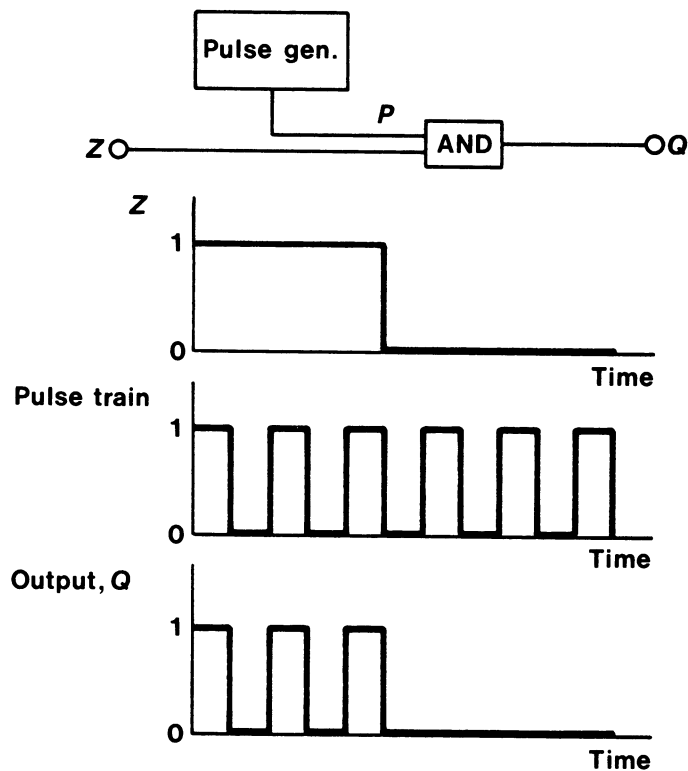 Pulse gen.
P
Z
AND
Q
Z
1
0
Time
Pulse train
1
0
Time
Output, Q
1
0
Time